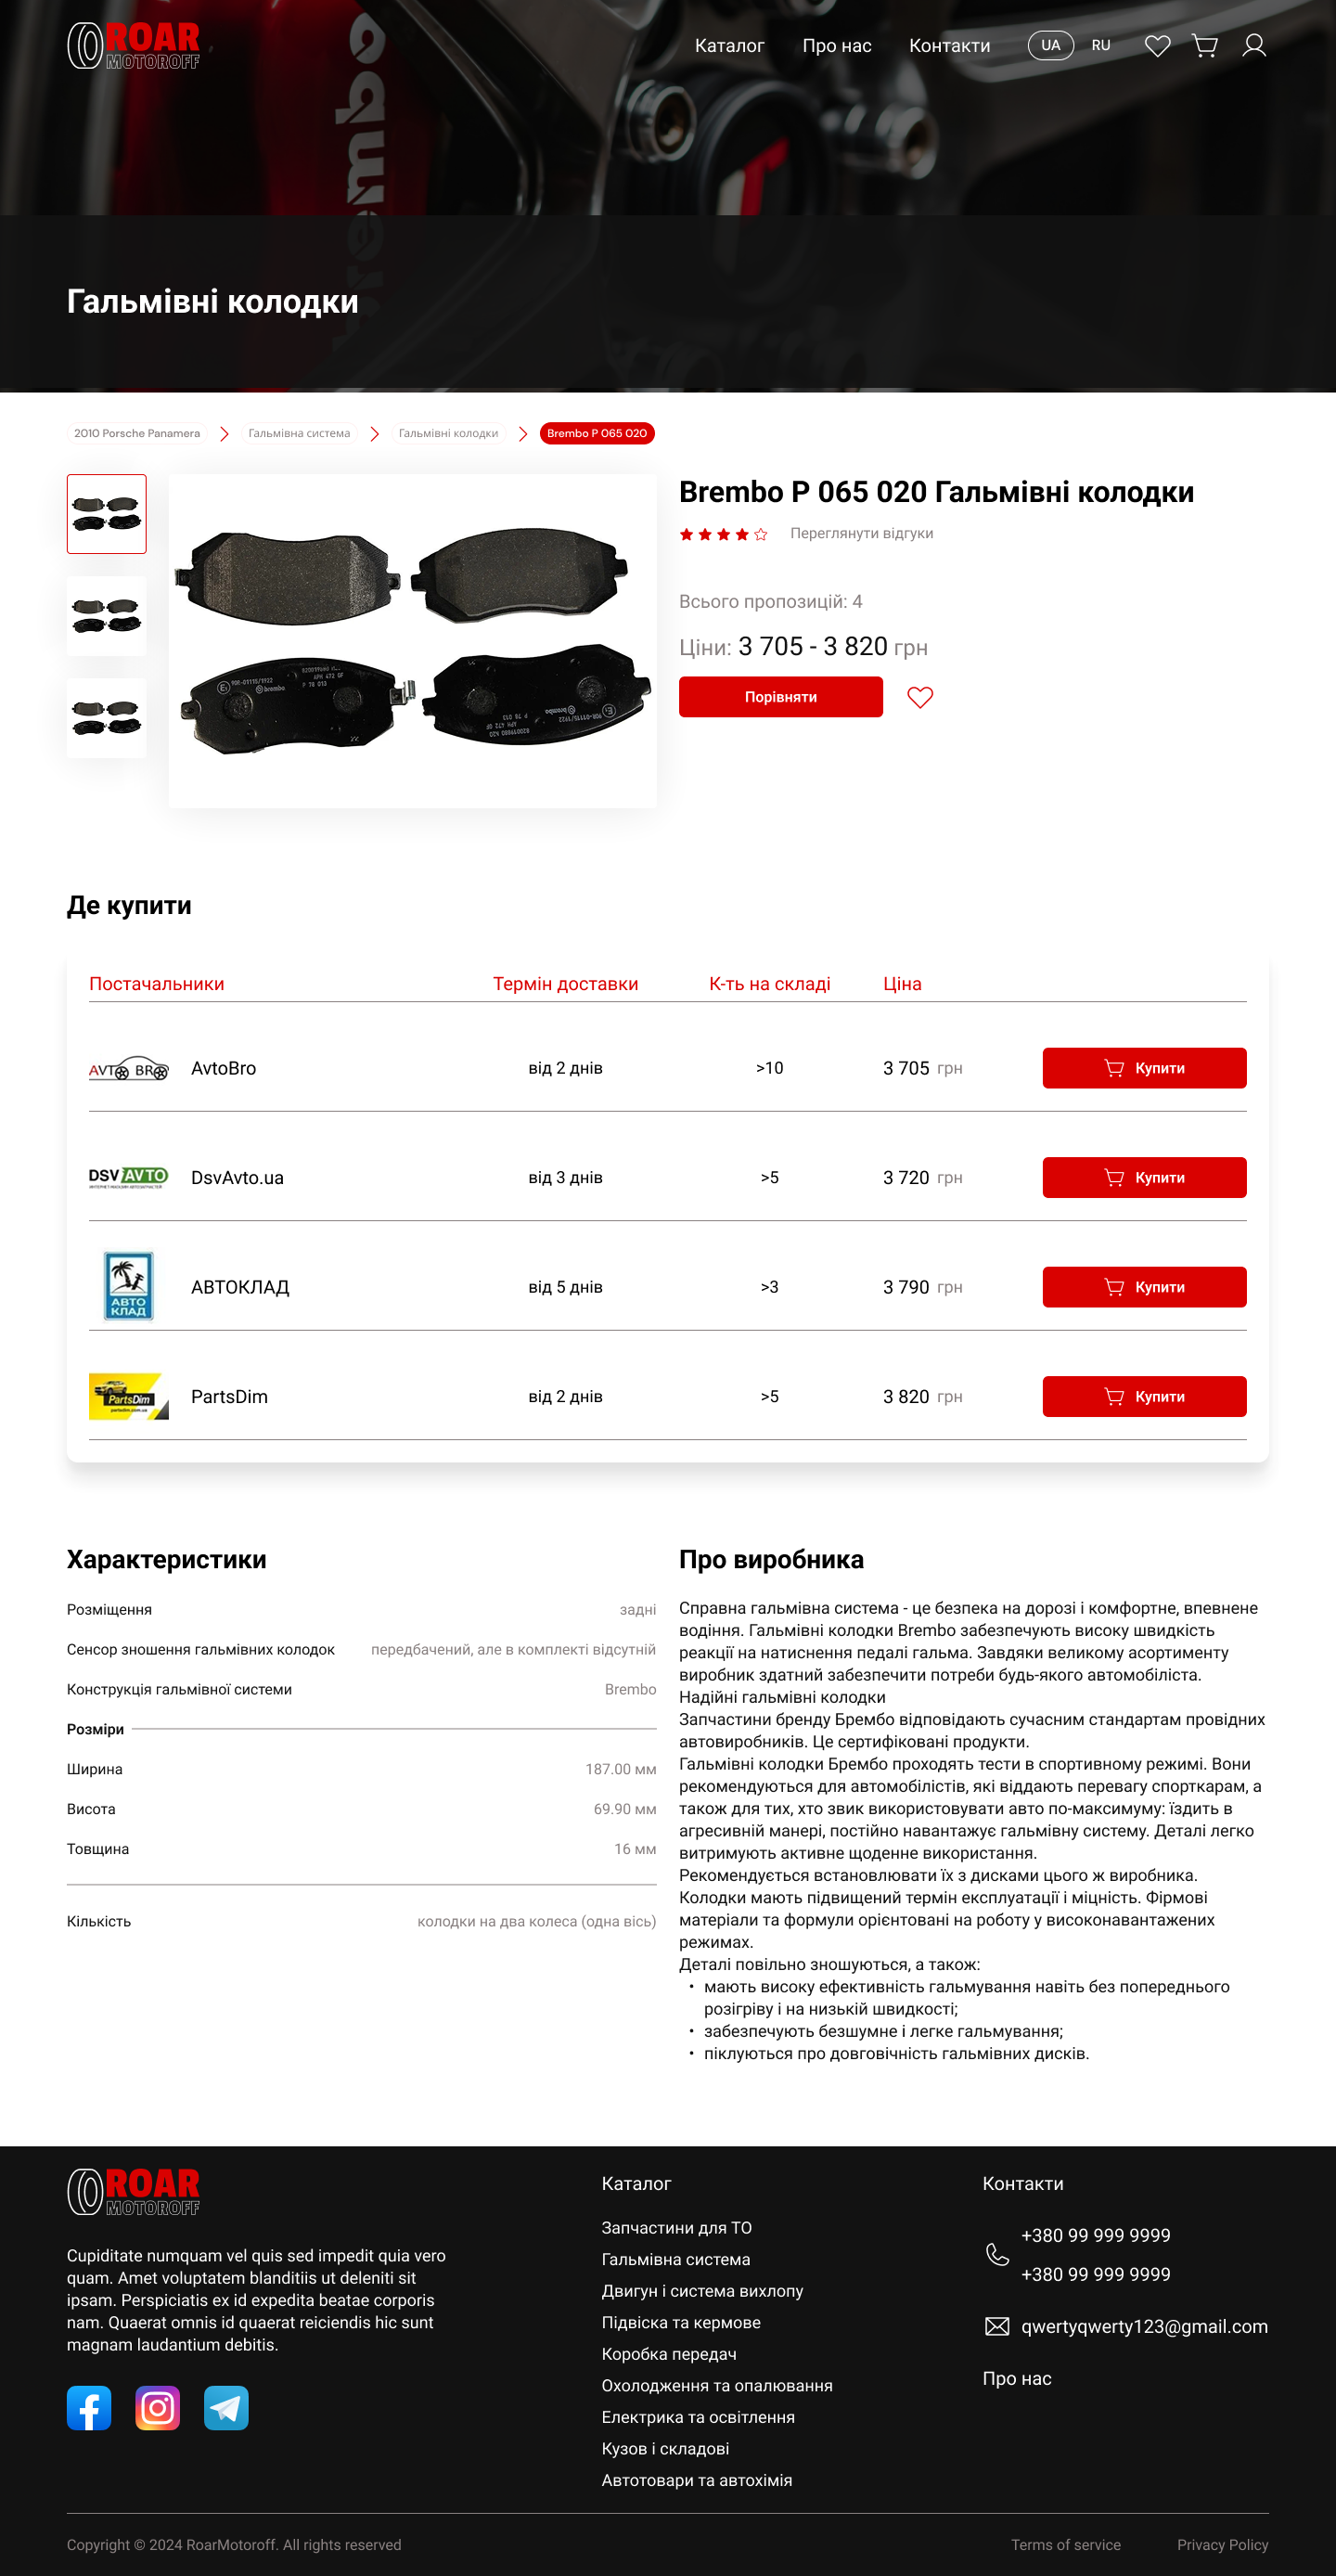 ROAR
MOTOROFF
Каталог Про нас Контакти UA RU
brembo
Гальмівні колодки
2010 Porsche Panamera Гальмівна система Гальмівні колодки Brembo P 065 020
Brembo P 065 020 Гальмівні колодки
Переглянути відгуки
Всього пропозицій: 4
Ціни: 3 705 - 3 820 грн
Порівняти
Де купити
Постачальники Термін доставки К-ть на складі Ціна
AVTO BRO AvtoBro від 2 днів >10 3 705 грн Купити
DSV AVTO DsvAvto.ua від 3 днів >5 3 720 грн Купити
АВТО КЛАД АВТОКЛАД від 5 днів >3 3 790 грн Купити
PartsDim PartsDim від 2 днів >5 3 820 грн Купити
Характеристики
Розміщення задні
Сенсор зношення гальмівних колодок передбачений, але в комплекті відсутній
Конструкція гальмівної системи Brembo
Розміри
Ширина 187.00 мм
Висота 69.90 мм
Товщина 16 мм
Кількість колодки на два колеса (одна вісь)
Про виробника
Справна гальмівна система - це безпека на дорозі і комфортне, впевнене
водіння. Гальмівні колодки Brembo забезпечують високу швидкість
реакції на натиснення педалі гальма. Завдяки великому асортименту
виробник здатний забезпечити потреби будь-якого автомобіліста.
Надійні гальмівні колодки
Запчастини бренду Брембо відповідають сучасним стандартам провідних
автовиробників. Це сертифіковані продукти.
Гальмівні колодки Брембо проходять тести в спортивному режимі. Вони
рекомендуються для автомобілістів, які віддають перевагу спорткарам, а
також для тих, хто звик використовувати авто по-максимуму: їздить в
агресивній манері, постійно навантажує гальмівну систему. Деталі легко
витримують активне щоденне використання.
Рекомендується встановлювати їх з дисками цього ж виробника.
Колодки мають підвищений термін експлуатації і міцність. Фірмові
матеріали та формули орієнтовані на роботу у високонавантажених
режимах.
Деталі повільно зношуються, а також:
• мають високу ефективність гальмування навіть без попереднього
розігріву і на низькій швидкості;
• забезпечують безшумне і легке гальмування;
• піклуються про довговічність гальмівних дисків.
ROAR
MOTOROFF
Cupiditate numquam vel quis sed impedit quia vero
quam. Amet voluptatem blanditiis ut deleniti sit
ipsam. Perspiciatis ex id expedita beatae corporis
nam. Quaerat omnis id quaerat reiciendis hic sunt
magnam laudantium debitis.
Каталог
Запчастини для ТО
Гальмівна система
Двигун і система вихлопу
Підвіска та кермове
Коробка передач
Охолодження та опалювання
Електрика та освітлення
Кузов і складові
Автотовари та автохімія
Контакти
+380 99 999 9999
+380 99 999 9999
qwertyqwerty123@gmail.com
Про нас
Copyright © 2024 RoarMotoroff. All rights reserved Terms of service Privacy Policy